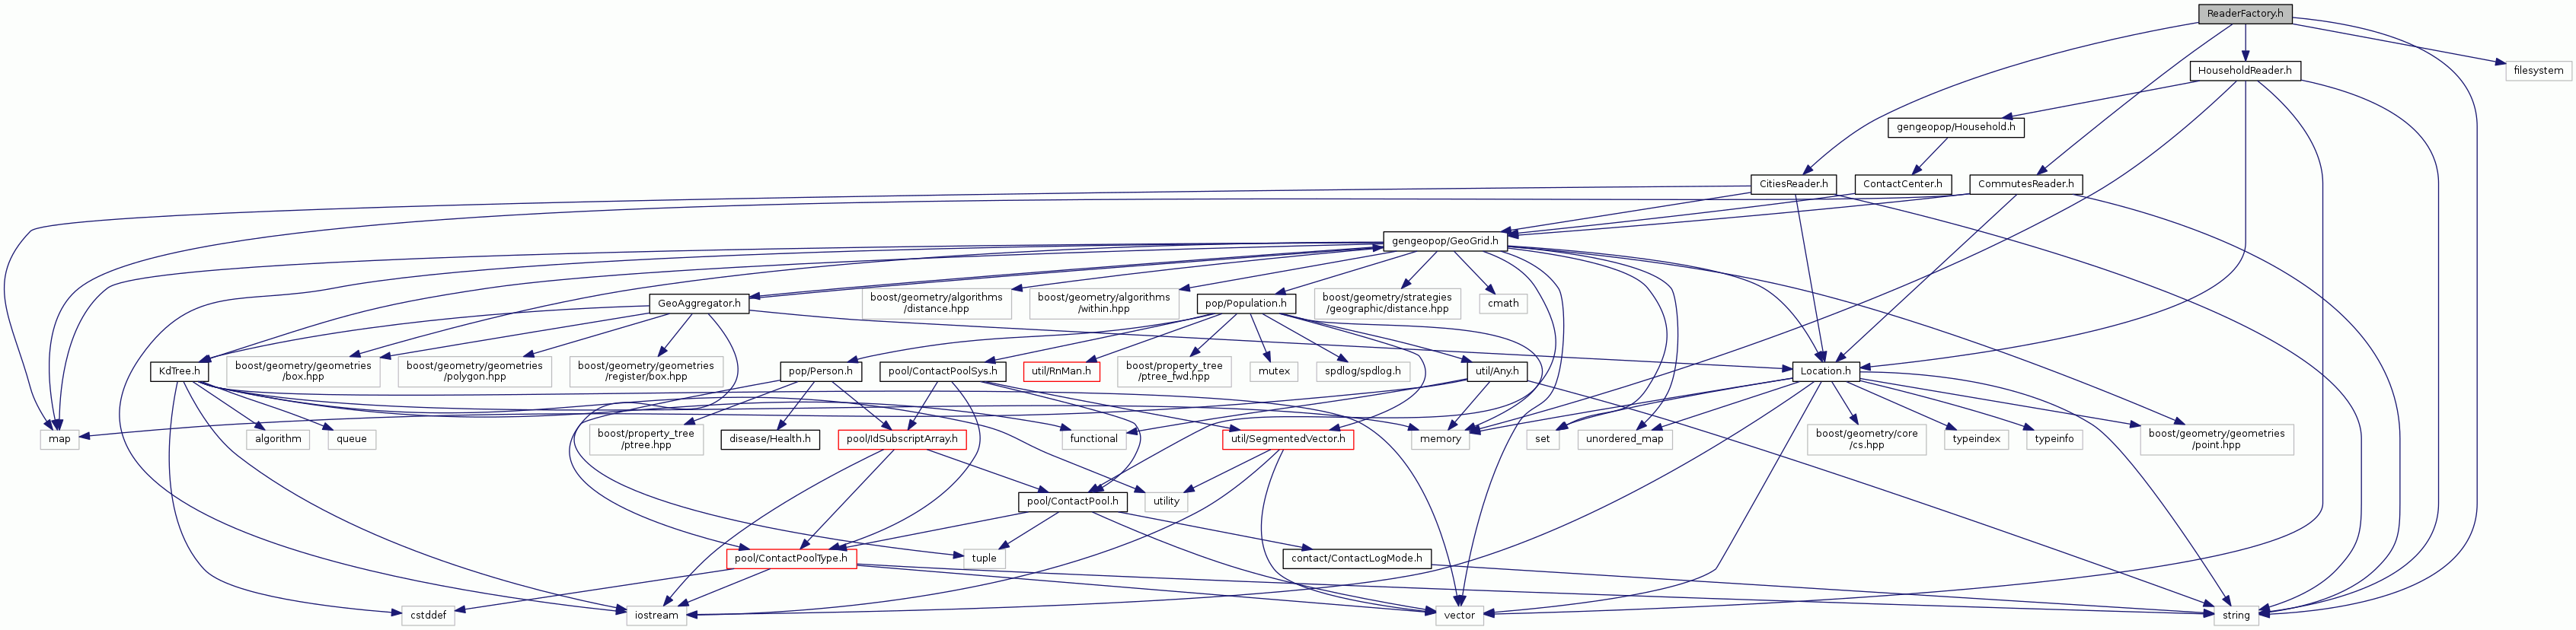 ReaderFactory.h
HouseholdReader.h
filesystem
gengeopop/Household.h
CitiesReader.h
ContactCenter.h
CommutesReader.h
gengeopop/GeoGrid.h
GeoAggregator.h
boost/geometry/algorithms
/distance.hpp
boost/geometry/algorithms
/within.hpp
pop/Population.h
boost/geometry/strategies
/geographic/distance.hpp
cmath
KdTree.h
boost/geometry/geometries
/box.hpp
boost/geometry/geometries
/polygon.hpp
boost/geometry/geometries
/register/box.hpp
pop/Person.h
pool/ContactPoolSys.h
util/RnMan.h
boost/property_tree
/ptree_fwd.hpp
mutex
spdlog/spdlog.h
util/Any.h
Location.h
map
algorithm
queue
boost/property_tree
/ptree.hpp
disease/Health.h
pool/IdSubscriptArray.h
functional
util/SegmentedVector.h
memory
set
unordered_map
boost/geometry/core
/cs.hpp
typeindex
typeinfo
boost/geometry/geometries
/point.hpp
pool/ContactPool.h
utility
pool/ContactPoolType.h
tuple
contact/ContactLogMode.h
cstddef
iostream
vector
string